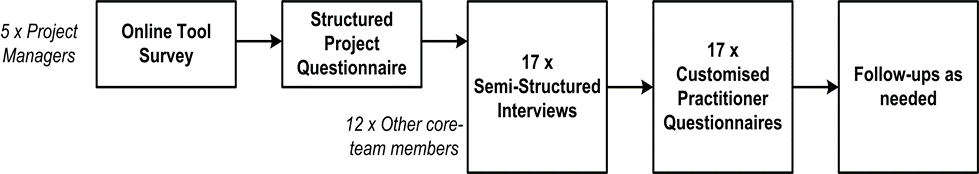 5 x Project
Managers
Online Tool
Survey
Structured
Project
Questionnaire
12 x Other core-
team members
17 x
Semi-Structured
Interviews
17 x
Customised
Practitioner
Questionnaires
Follow-ups as
needed